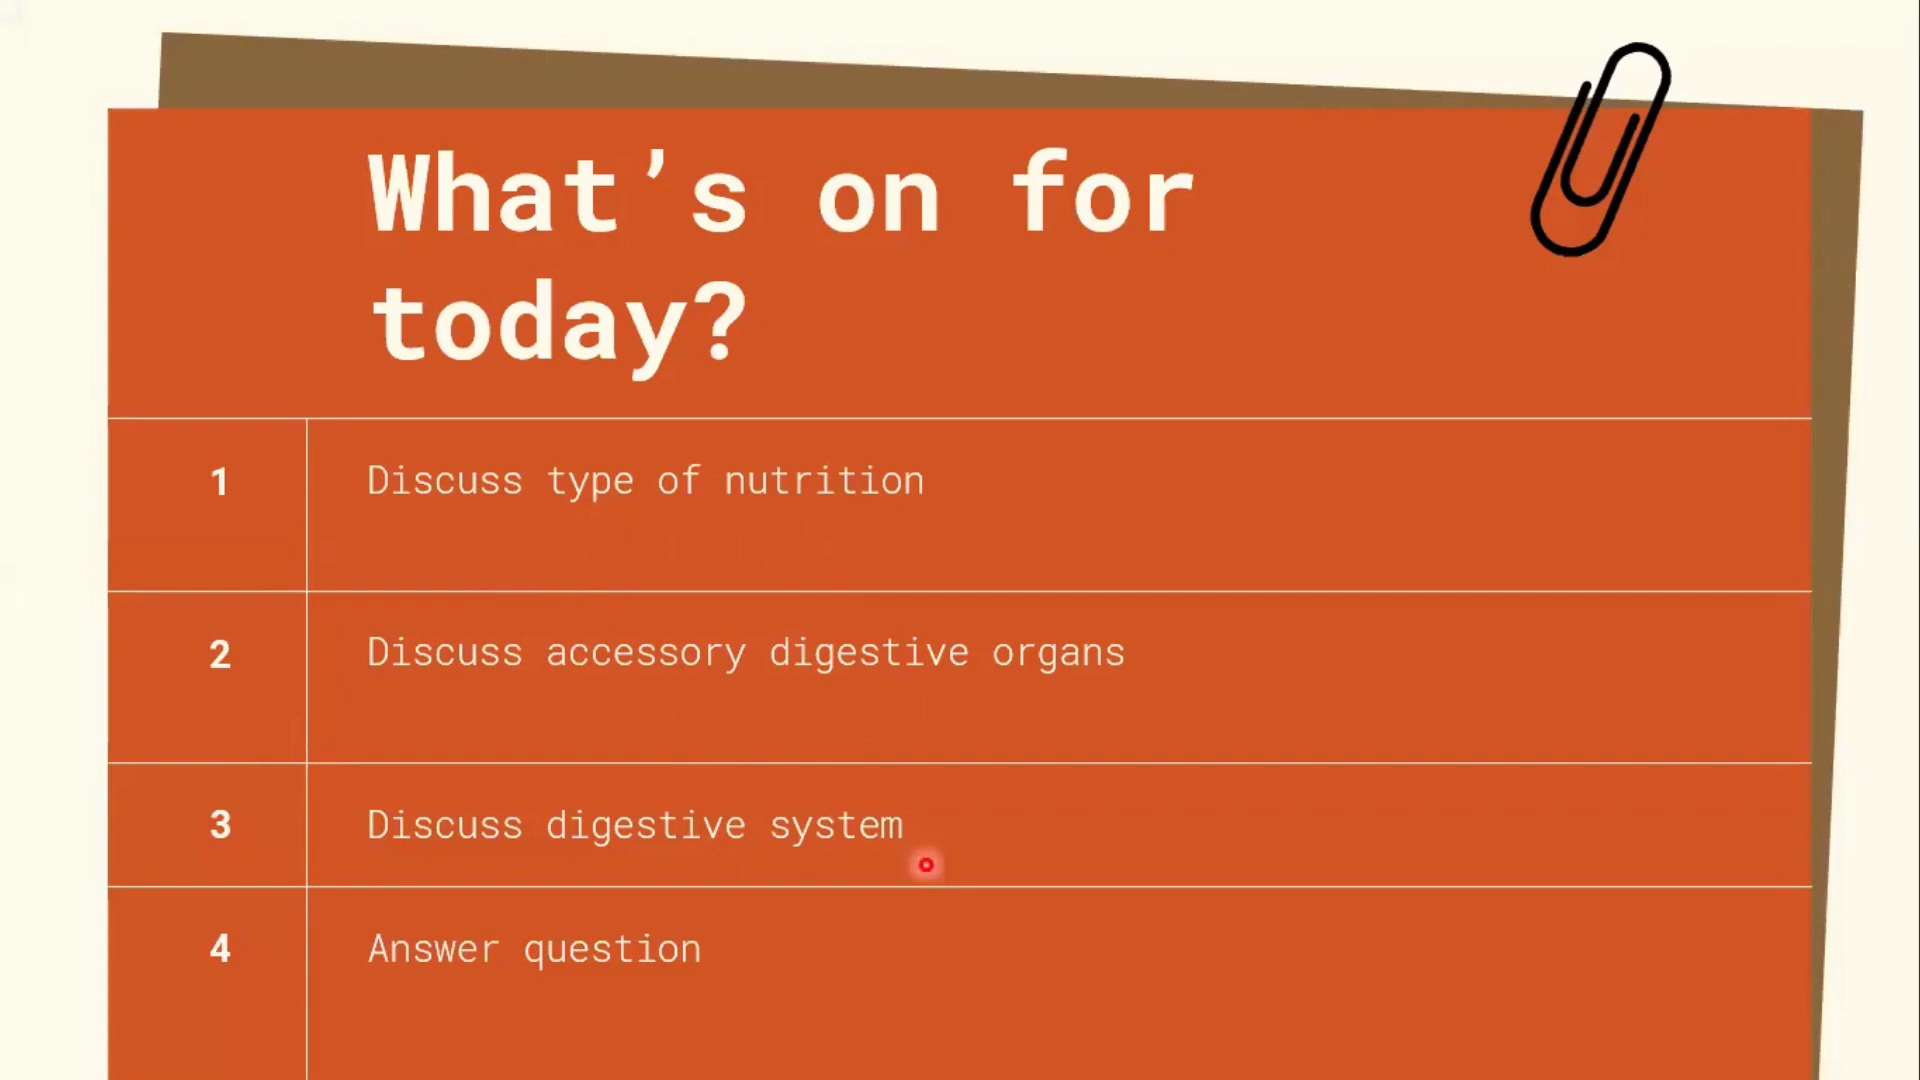 What’s on for
today?
1 Discuss type of nutrition
2 Discuss accessory digestive organs
3 Discuss digestive system
4 Answer question